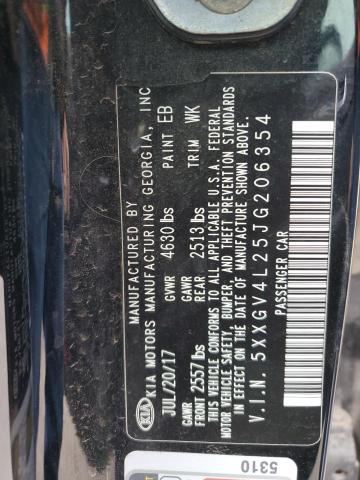 MANUFACTURED BY
KIA KIA MOTORS MANUFACTURING GEORGIA, INC
JUL/20/17 GVWR 4630 lbs PAINT EB
GAWR FRONT 2557 lbs GAWR REAR 2513 lbs TRIM WK
THIS VEHICLE CONFORMS TO ALL APPLICABLE U.S.A. FEDERAL
MOTOR VEHICLE SAFETY, BUMPER, AND THEFT PREVENTION STANDARDS
IN EFFECT ON THE DATE OF MANUFACTURE SHOWN ABOVE.
V.I.N. 5XXGV4L25JG206354
PASSENGER CAR
5310